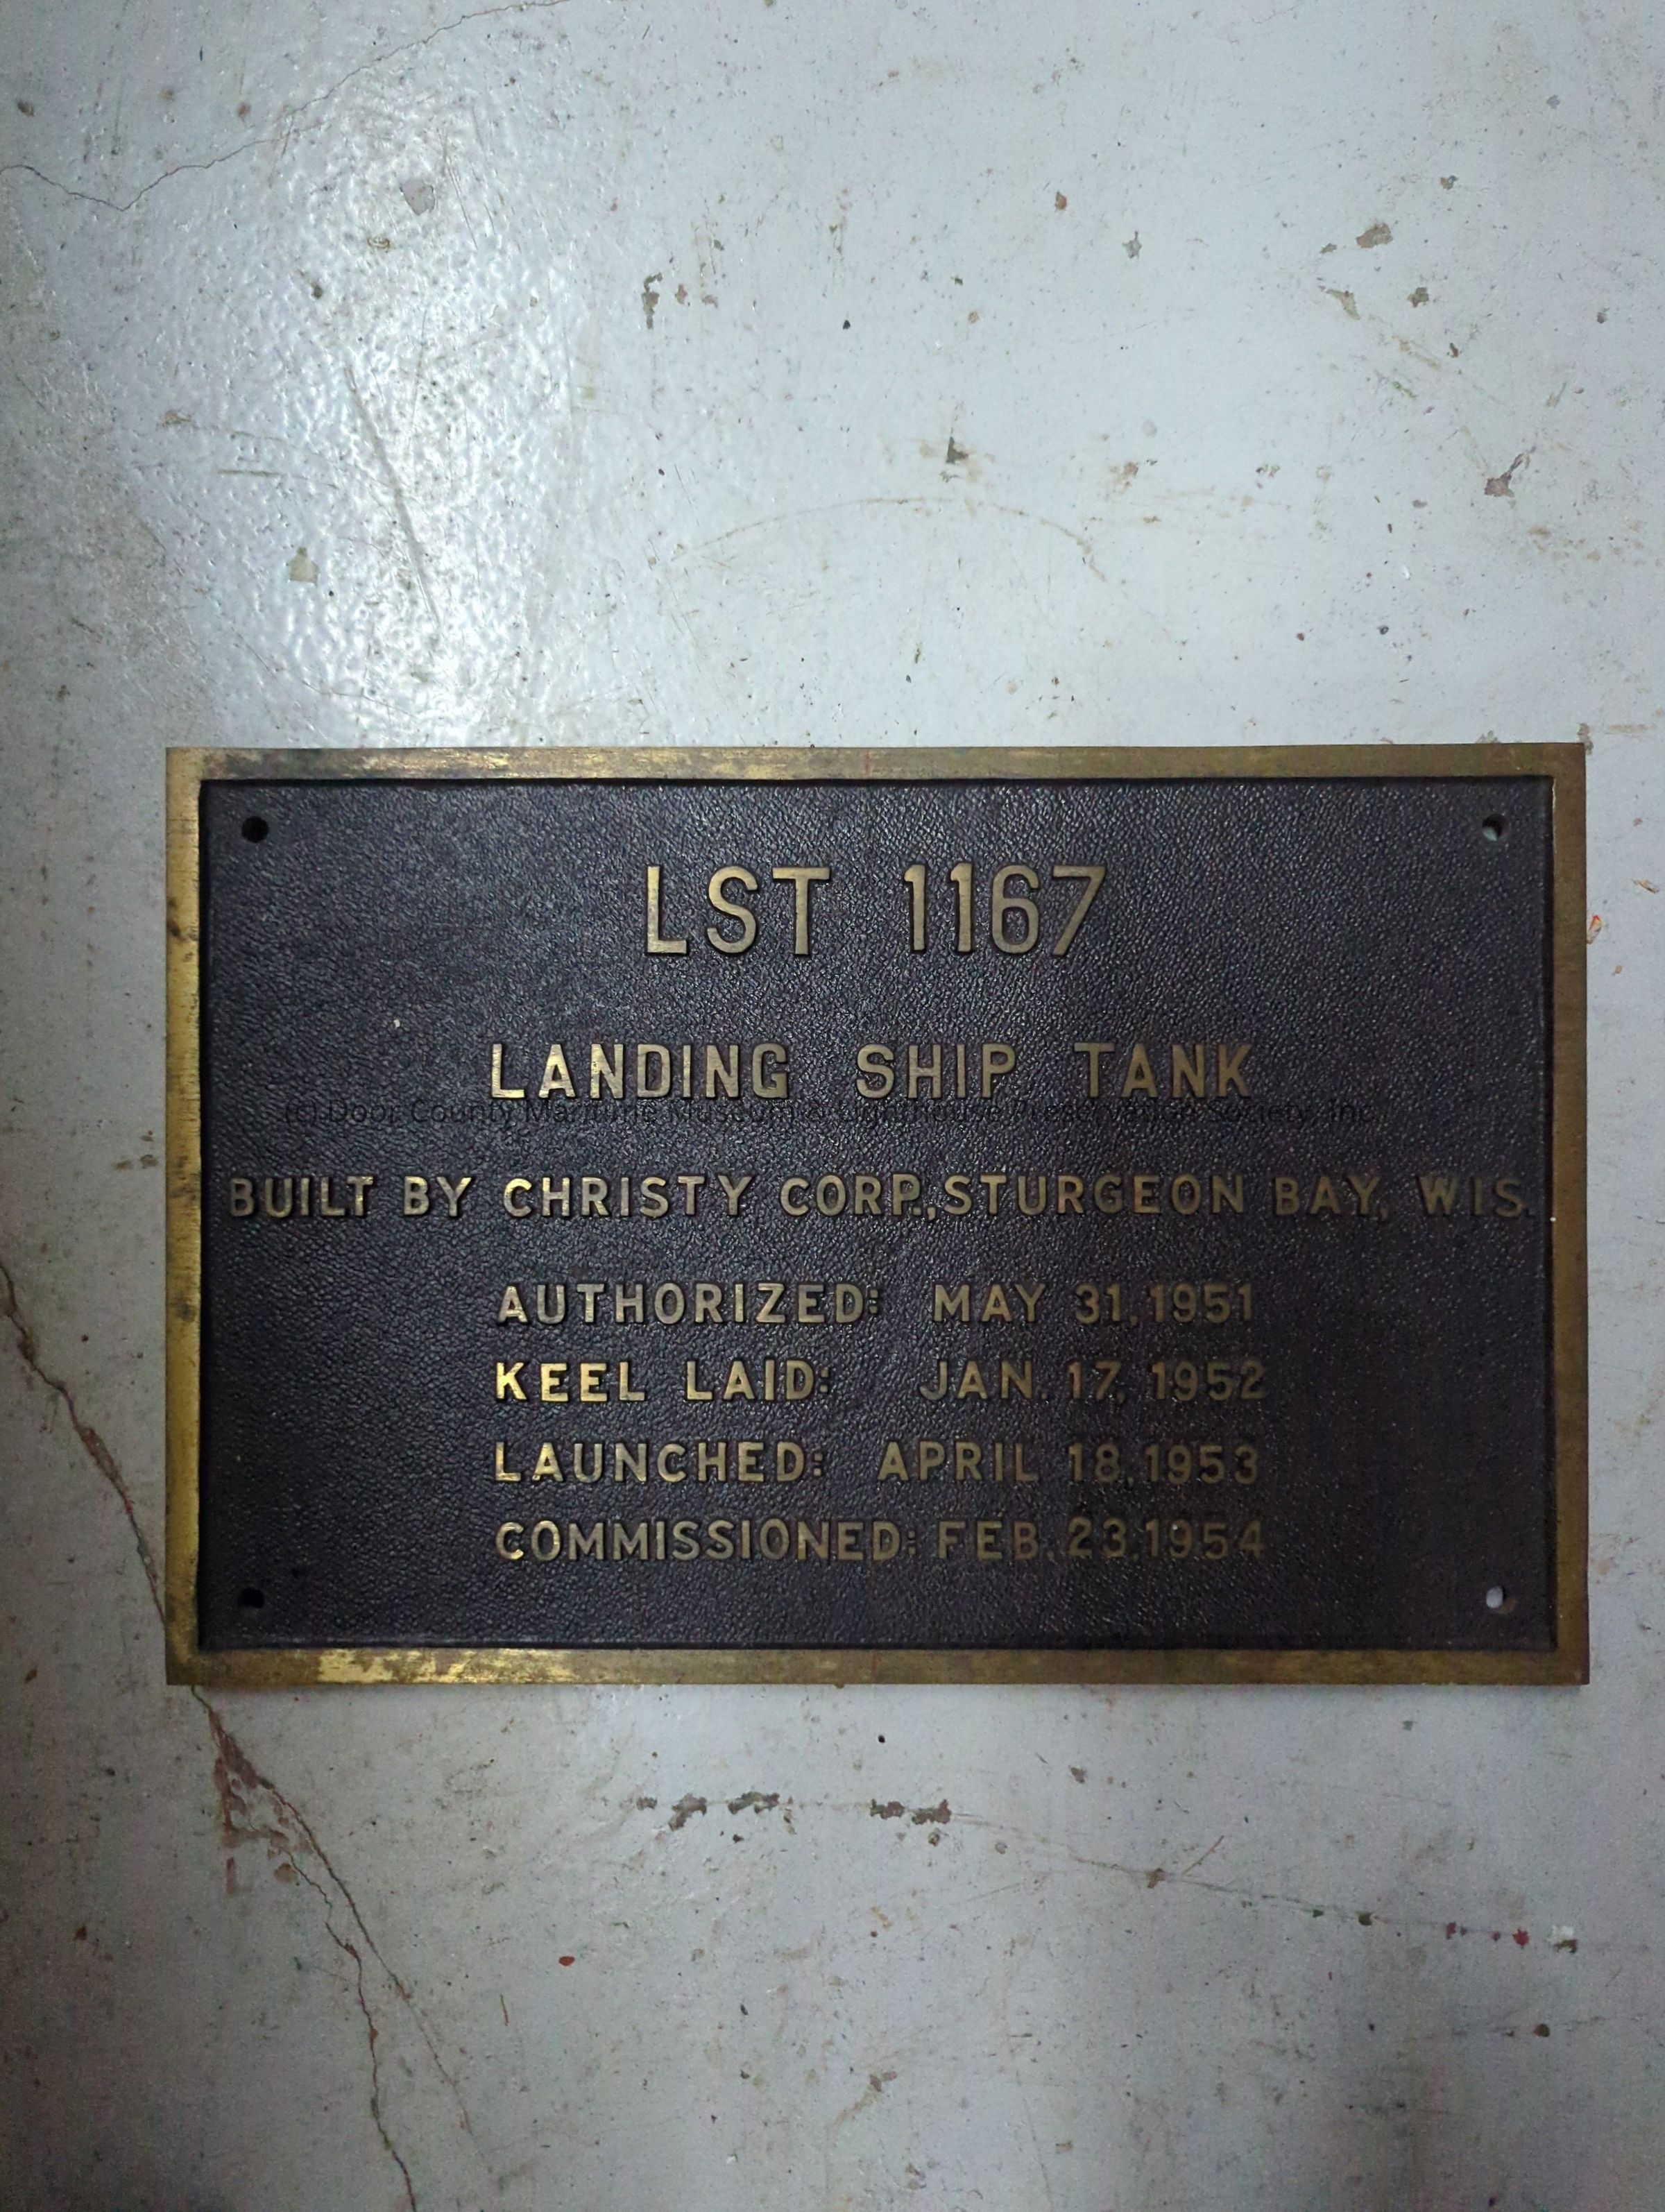 LST 1167
LANDING SHIP TANK
(c) Door County Maritime Museum & Lighthouse Preservation Society, Inc.
BUILT BY CHRISTY CORP., STURGEON BAY, WIS.
AUTHORIZED: MAY 31, 1951
KEEL LAID: JAN. 17, 1952
LAUNCHED: APRIL 18, 1953
COMMISSIONED: FEB. 23, 1954